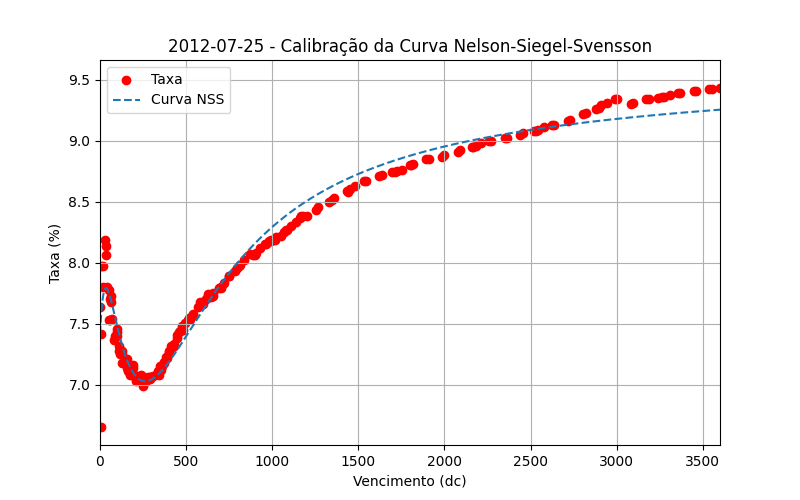 2012-07-25 - Calibração da Curva Nelson-Siegel-Svensson
Taxa
Curva NSS
Taxa (%)
9.5
9.0
8.5
8.0
7.5
7.0
0 500 1000 1500 2000 2500 3000 3500
Vencimento (dc)